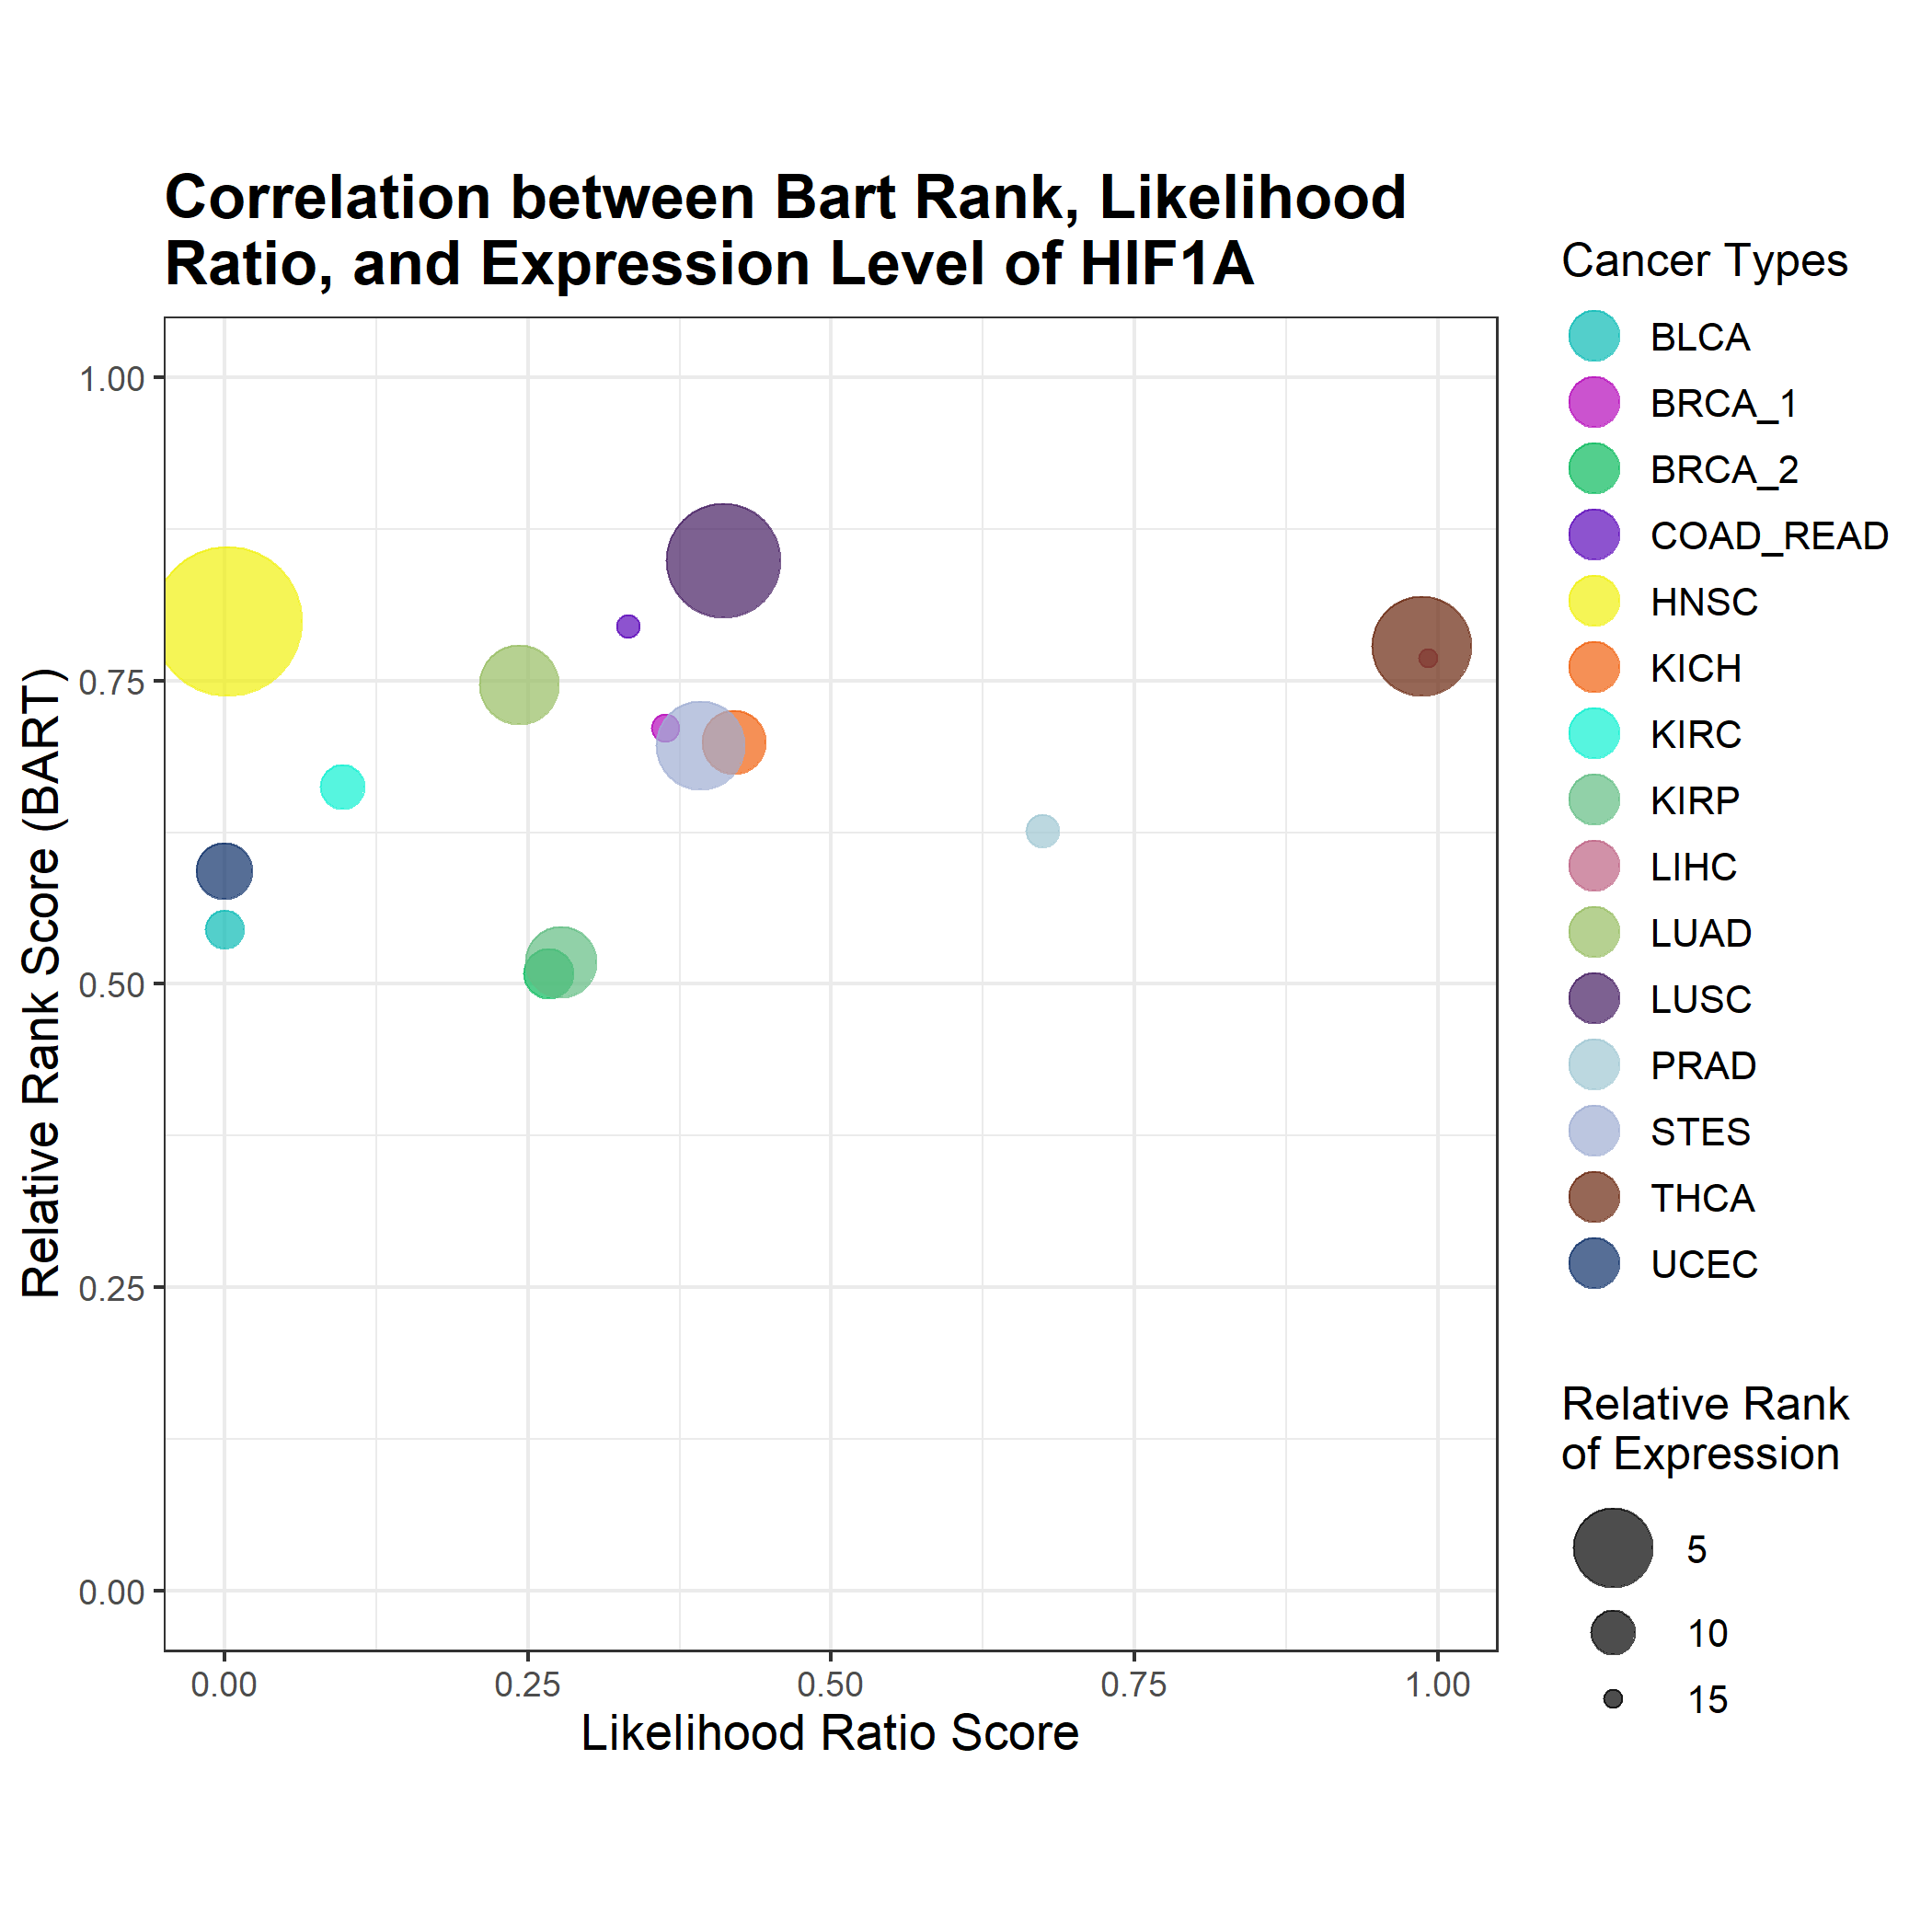 Correlation between Bart Rank, Likelihood
Ratio, and Expression Level of HIF1A
Relative Rank Score (BART)
1.00
0.75
0.50
0.25
0.00
0.00
0.25
0.50
0.75
1.00
Likelihood Ratio Score
Cancer Types
BLCA
BRCA_1
BRCA_2
COAD_READ
HNSC
KICH
KIRC
KIRP
LIHC
LUAD
LUSC
PRAD
STES
THCA
UCEC
Relative Rank
of Expression
5
10
15